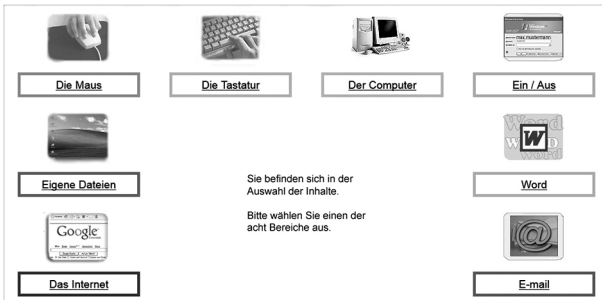 Die Maus
Die Tastatur
Der Computer
Ein / Aus
Eigene Dateien
Sie befinden sich in der
Auswahl der Inhalte.
Bitte wählen Sie einen der
acht Bereiche aus.
Word
W
Google
Das Internet
@
E-mail